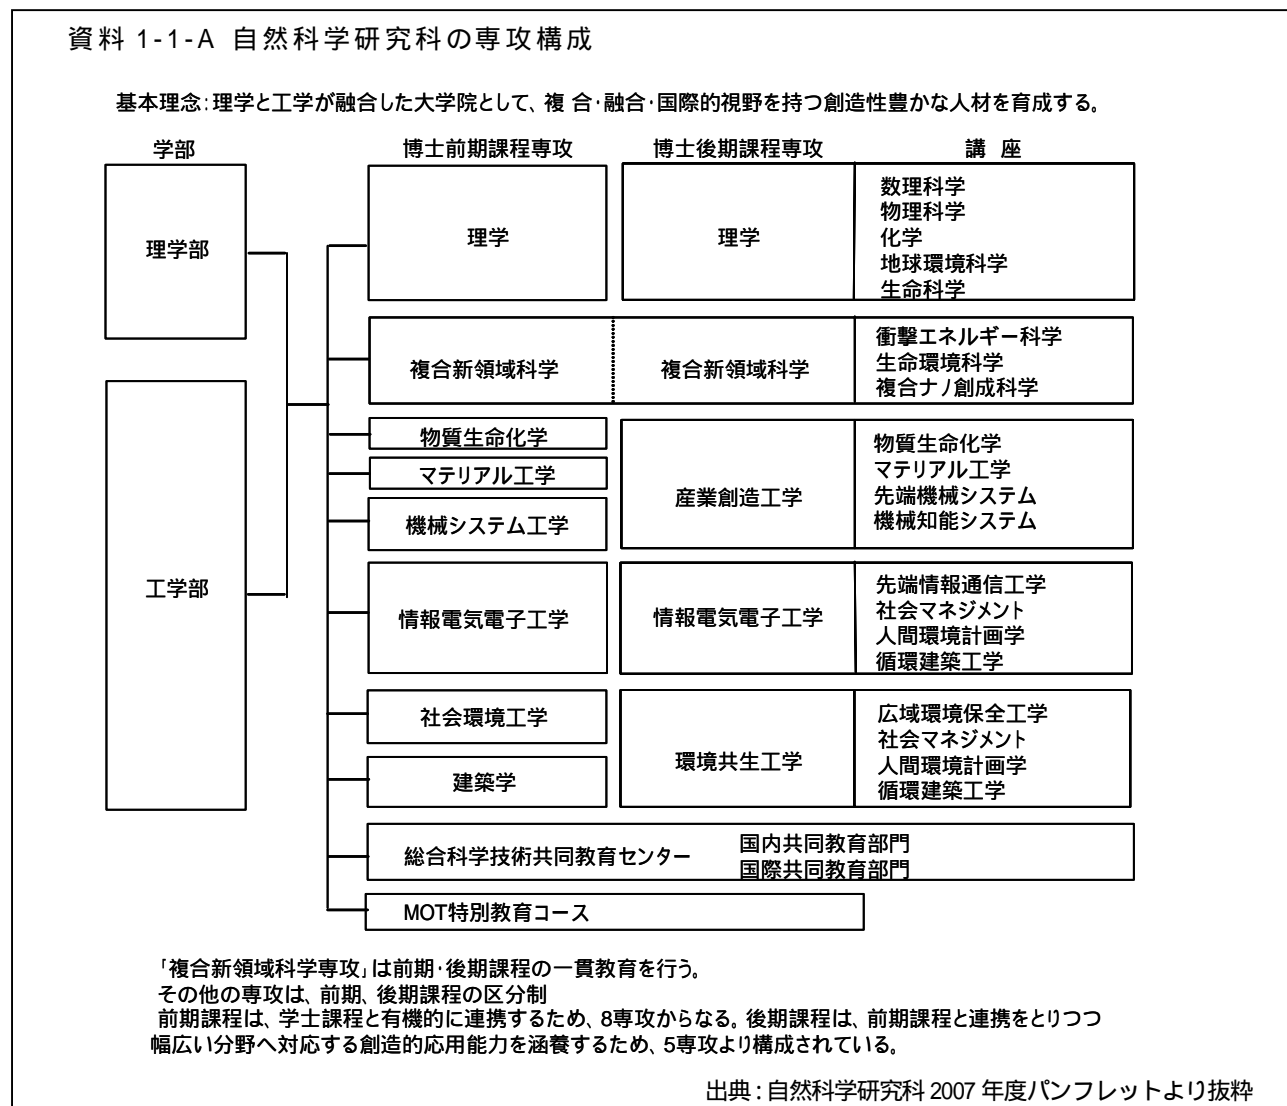 資料 1-1-A 自然科学研究科の専攻構成
基本理念:理学と工学が融合した大学院として、複合・融合・国際的視野を持つ創造性豊かな人材を育成する。
学部 博士前期課程専攻 博士後期課程専攻 講 座
理学部
理学
理学
数理科学
物理科学
化学
地球環境科学
生命科学
複合新領域科学
複合新領域科学
衝撃エネルギー科学
生命環境科学
複合ナノ創成科学
工学部
物質生命化学
マテリアル工学
機械システム工学
産業創造工学
物質生命化学
マテリアル工学
先端機械システム
機械知能システム
情報電気電子工学
情報電気電子工学
先端情報通信工学
社会マネジメント
人間環境計画学
循環建築工学
社会環境工学
建築学
環境共生工学
広域環境保全工学
社会マネジメント
人間環境計画学
循環建築工学
総合科学技術共同教育センター
国内共同教育部門
国際共同教育部門
MOT特別教育コース
「複合新領域科学専攻」は前期・後期課程の一貫教育を行う。
その他の専攻は、前期、後期課程の区分制
前期課程は、学士課程と有機的に連携するため、8専攻からなる。後期課程は、前期課程と連携をとりつつ
幅広い分野へ対応する創造的応用能力を涵養するため、5専攻より構成されている。
出典:自然科学研究科 2007 年度パンフレットより抜粋